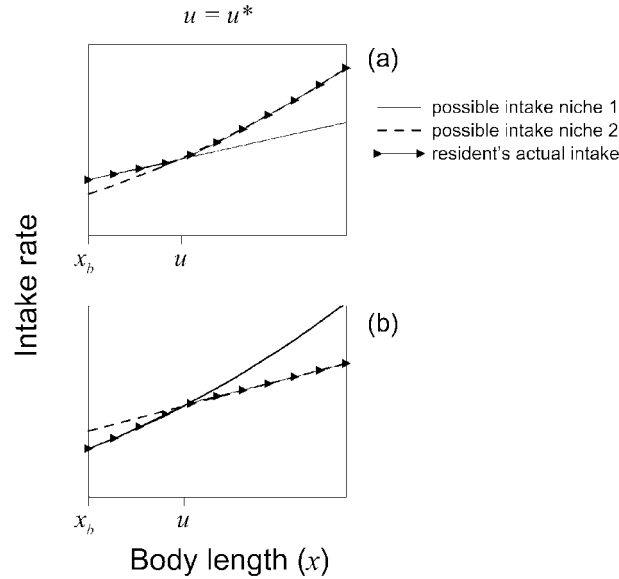 u = u*
(a)
possible intake niche 1
possible intake niche 2
resident's actual intake
x_b u
Intake rate
(b)
x_b u
Body length (x)